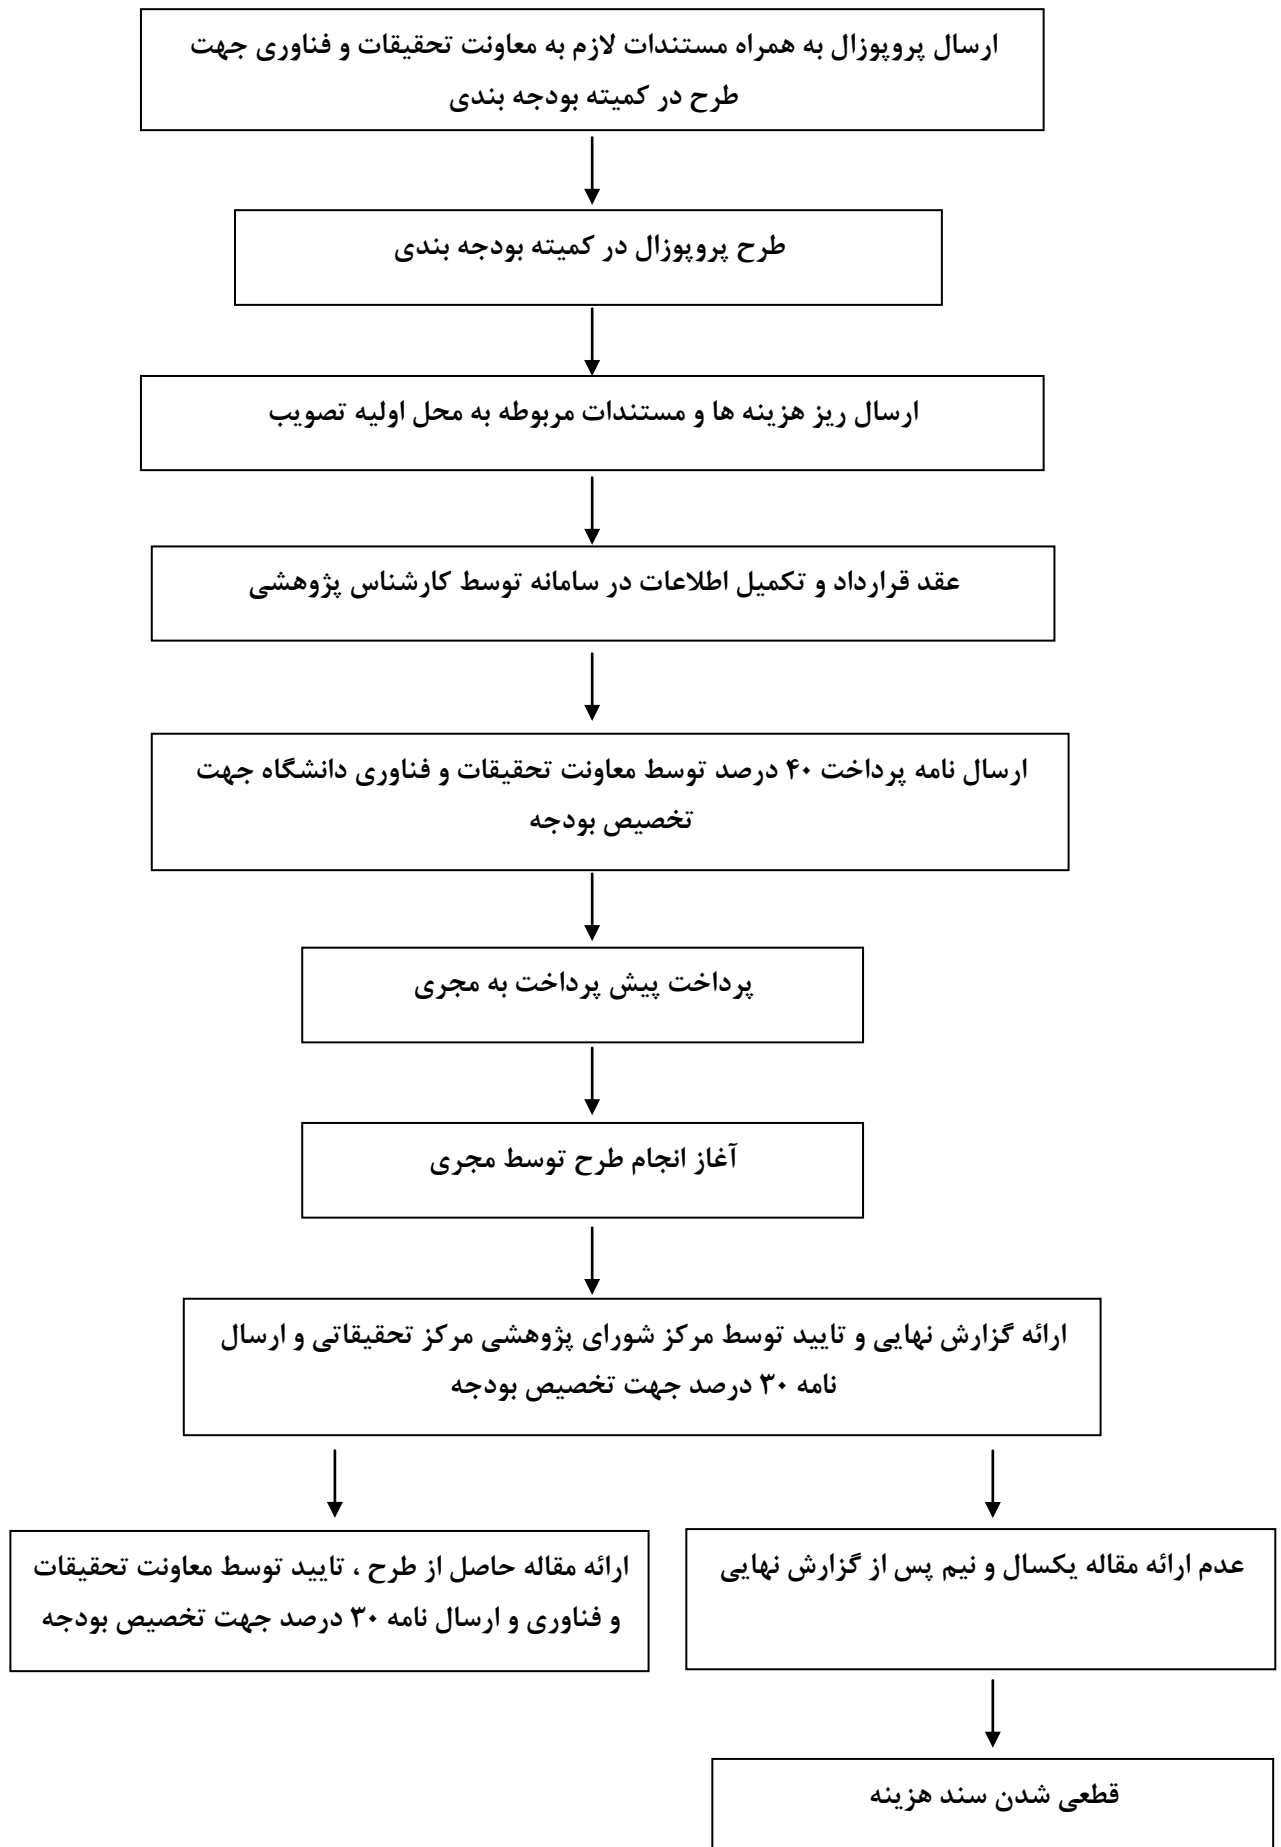 ارسال پروپوزال به همراه مستندات لازم به معاونت تحقیقات و فناوری جهت
طرح در کمیته بودجه بندی
طرح پروپوزال در کمیته بودجه بندی
ارسال ریز هزینه ها و مستندات مربوطه به محل اولیه تصویب
عقد قرارداد و تکمیل اطلاعات در سامانه توسط کارشناس پژوهشی
ارسال نامه پرداخت ۴۰ درصد توسط معاونت تحقیقات و فناوری دانشگاه جهت
تخصیص بودجه
پرداخت پیش پرداخت به مجری
آغاز انجام طرح توسط مجری
ارائه گزارش نهایی و تایید توسط مرکز شورای پژوهشی مرکز تحقیقاتی و ارسال
نامه ۳۰ درصد جهت تخصیص بودجه
عدم ارائه مقاله یکسال و نیم پس از گزارش نهایی
ارائه مقاله حاصل از طرح ، تایید توسط معاونت تحقیقات
و فناوری و ارسال نامه ۳۰ درصد جهت تخصیص بودجه
قطعی شدن سند هزینه